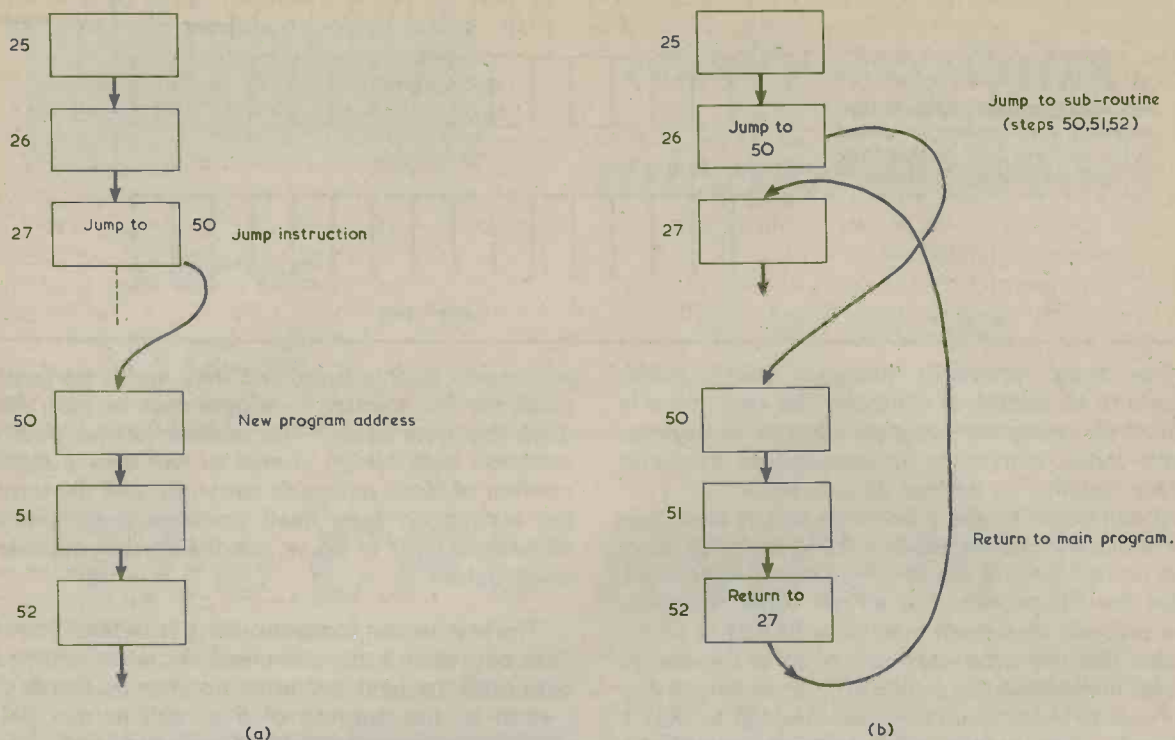 25
26
27
Jump to
50
Jump instruction
50
New program address
51
52
(a)
25
26
Jump to
50
Jump to sub-routine
(steps 50,51,52)
27
50
51
Return to main program.
52
Return to
27
(b)